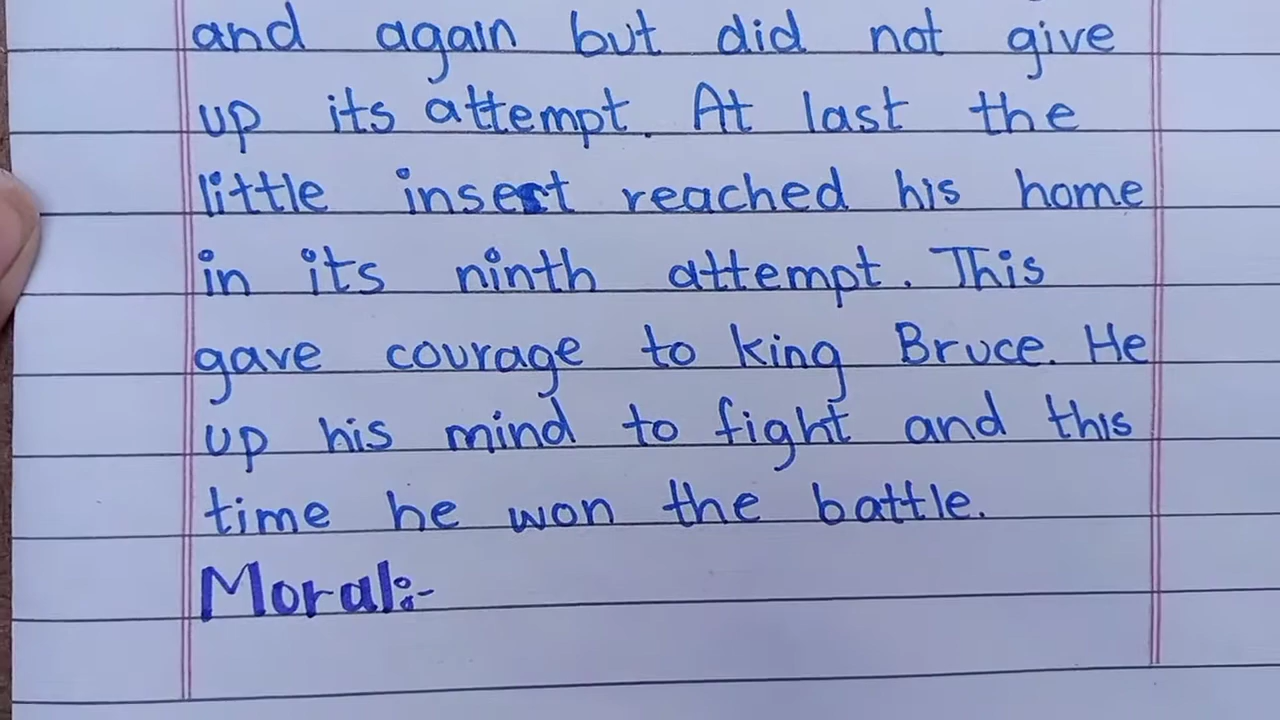 and again but did not give
up its attempt. At last the
little insect reached his home
in its ninth attempt. This
gave courage to king Bruce. He
up his mind to fight and this
time he won the battle.
Moral:-